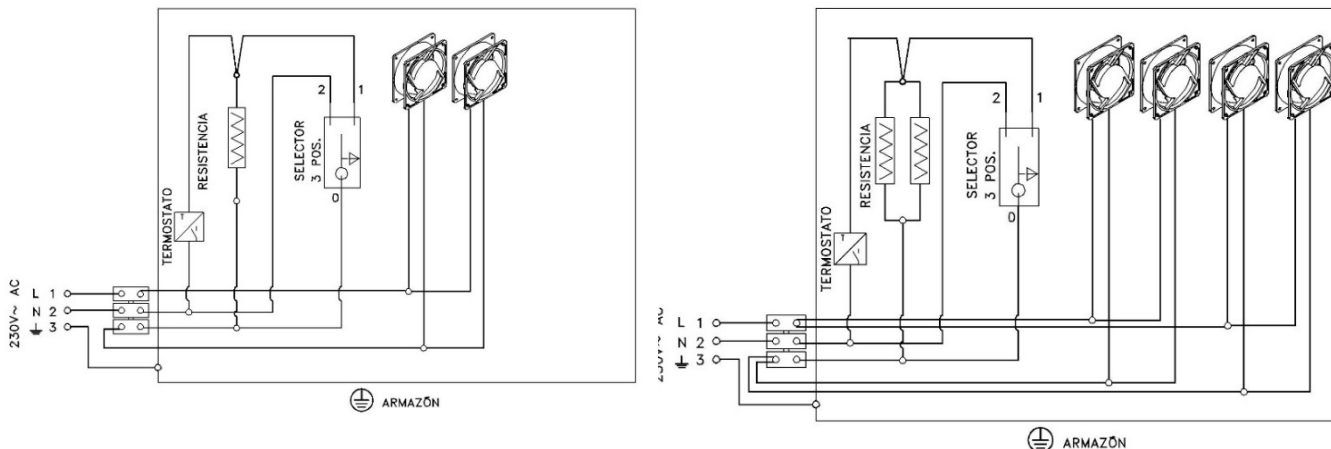 2 1
RESISTENCIA
SELECTOR
3 POS.
0
TERMOSTATO
T
230V~ AC
L 1
N 2
3
ARMAZÓN
2 1
RESISTENCIA
SELECTOR
3 POS.
0
TERMOSTATO
T
L 1
N 2
3
ARMAZÓN